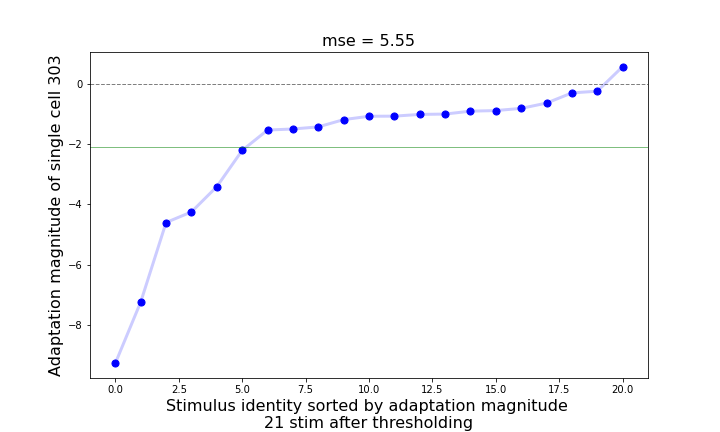 mse = 5.55
Adaptation magnitude of single cell 303
0
−2
−4
−6
−8
0.0 2.5 5.0 7.5 10.0 12.5 15.0 17.5 20.0
Stimulus identity sorted by adaptation magnitude
21 stim after thresholding